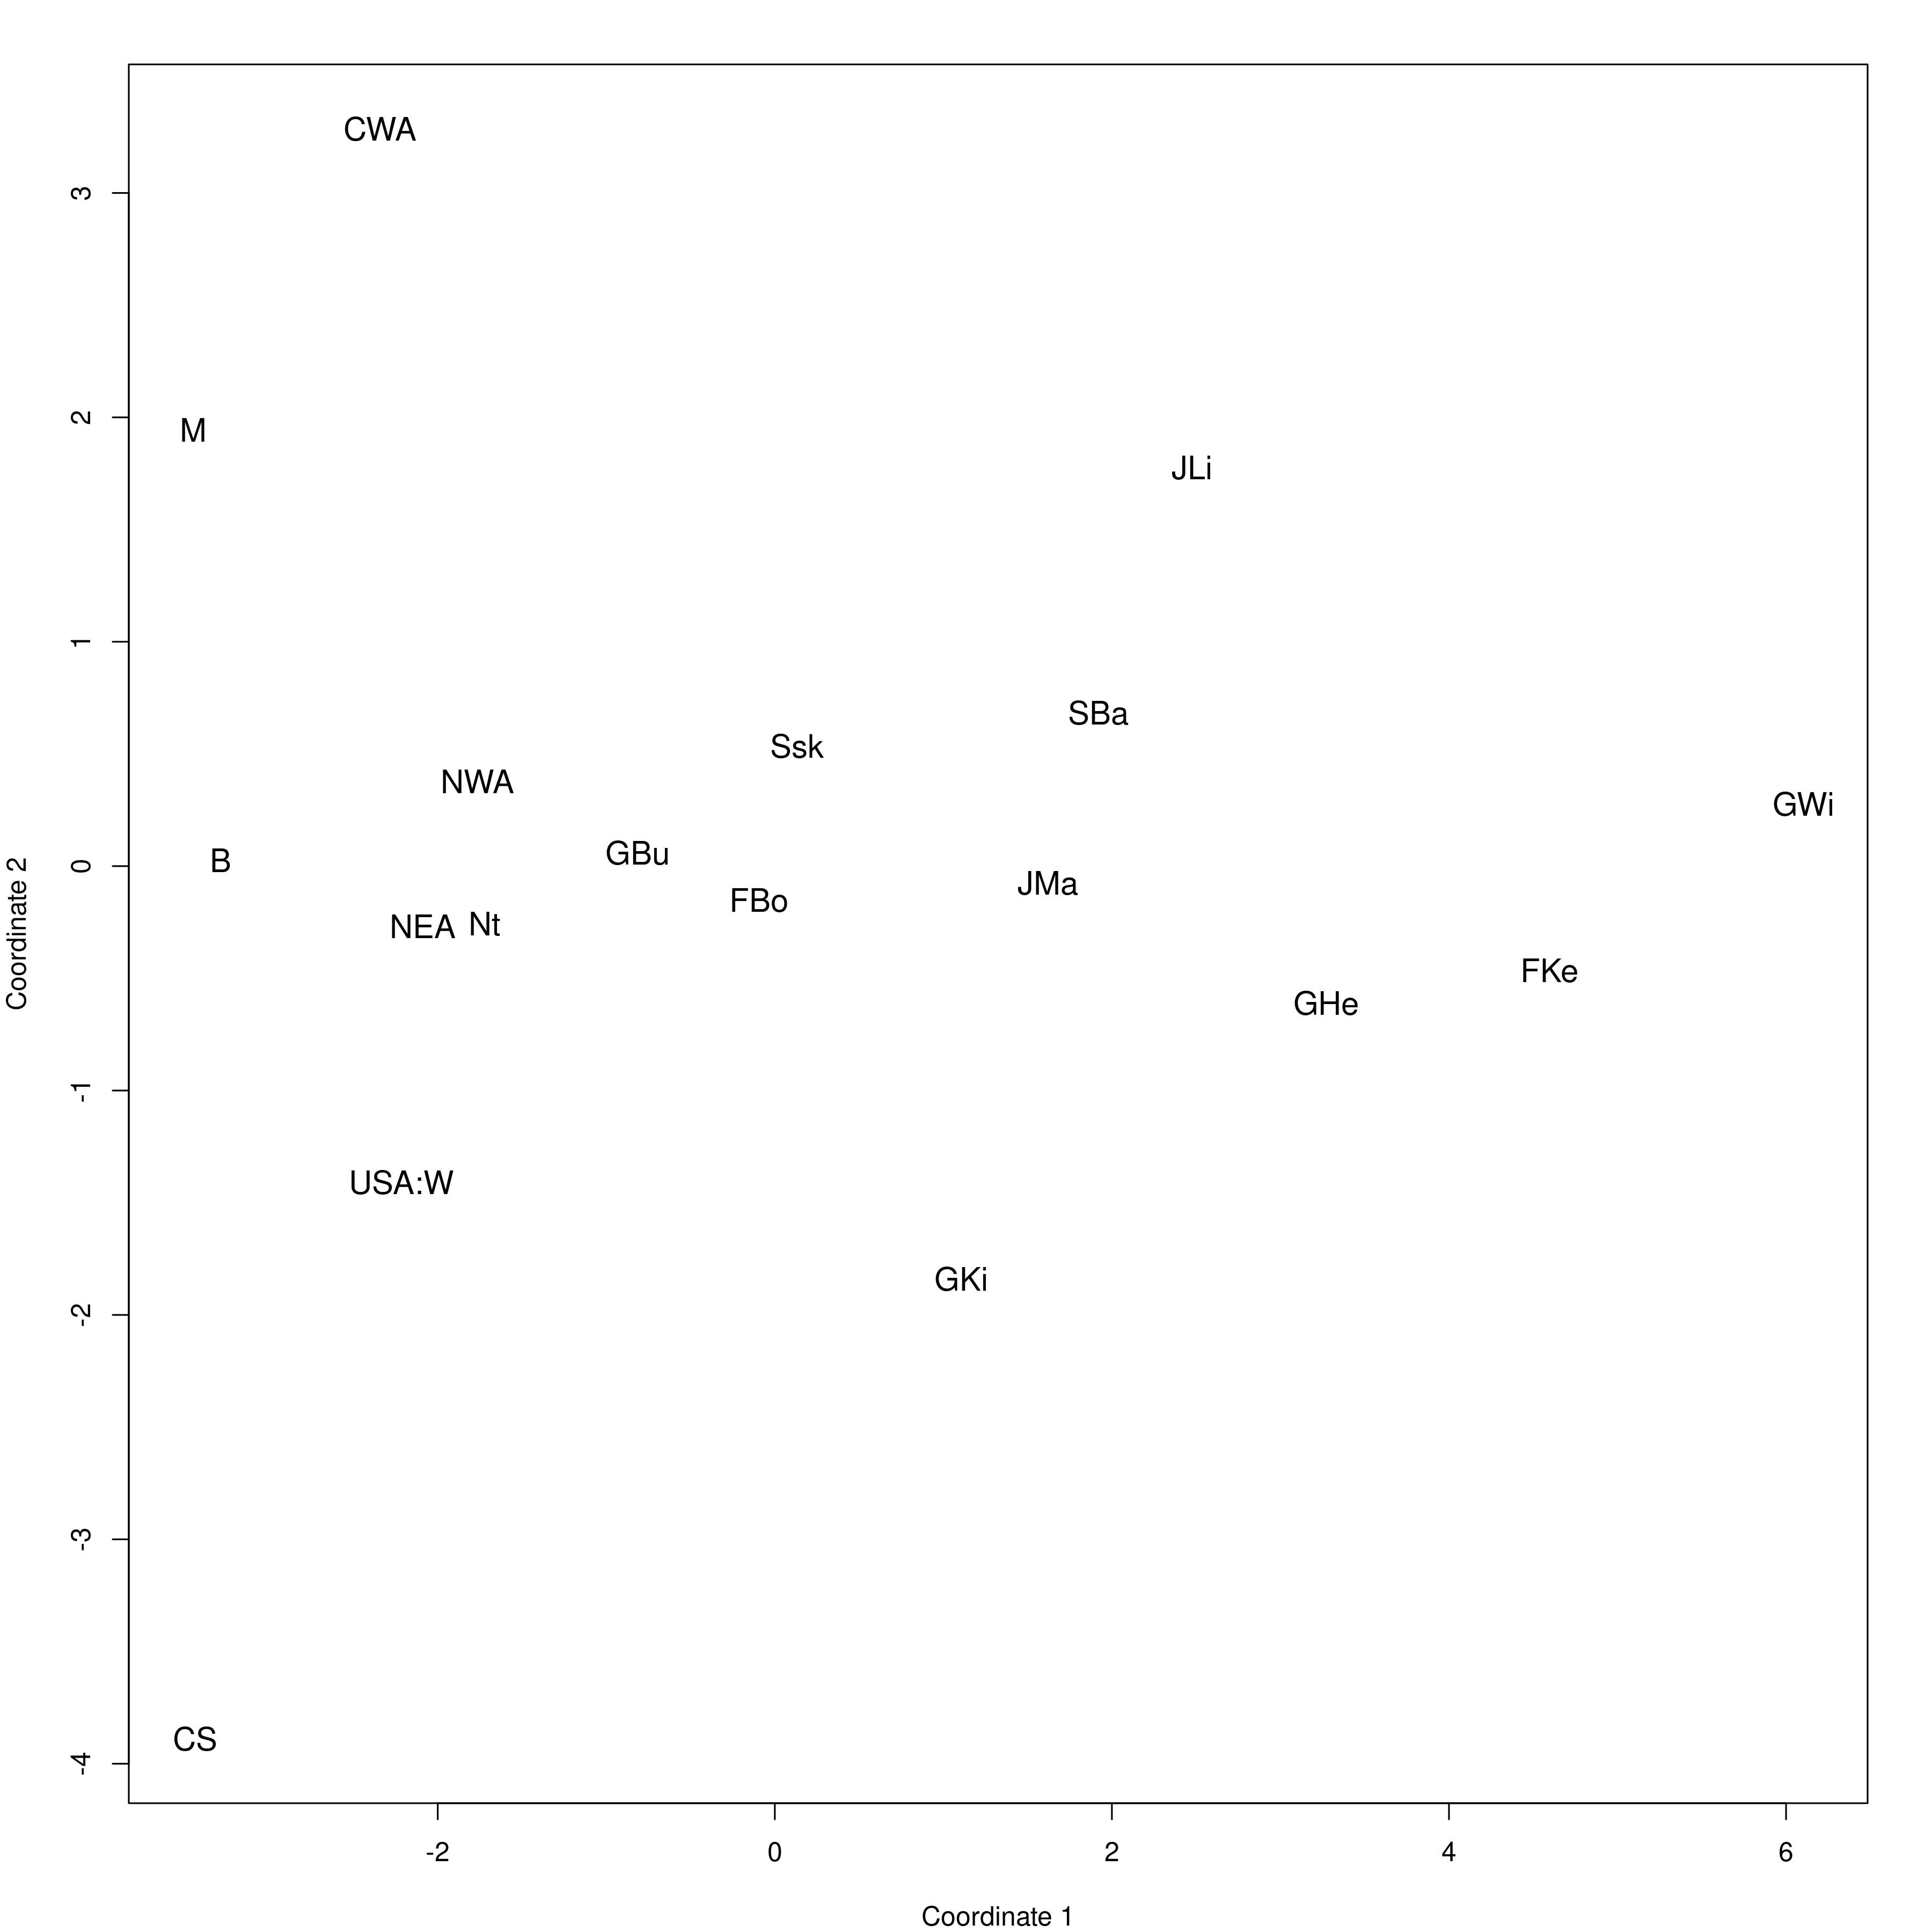 CWA
3
M
2
JLi
1
SBa
Ssk
NWA
GWi
GBu
B
0
JMa
FBo
Nt
NEA
Coordinate 2
FKe
GHe
-1
USA:W
GKi
-2
-3
CS
-4
-2 0 2 4 6
Coordinate 1